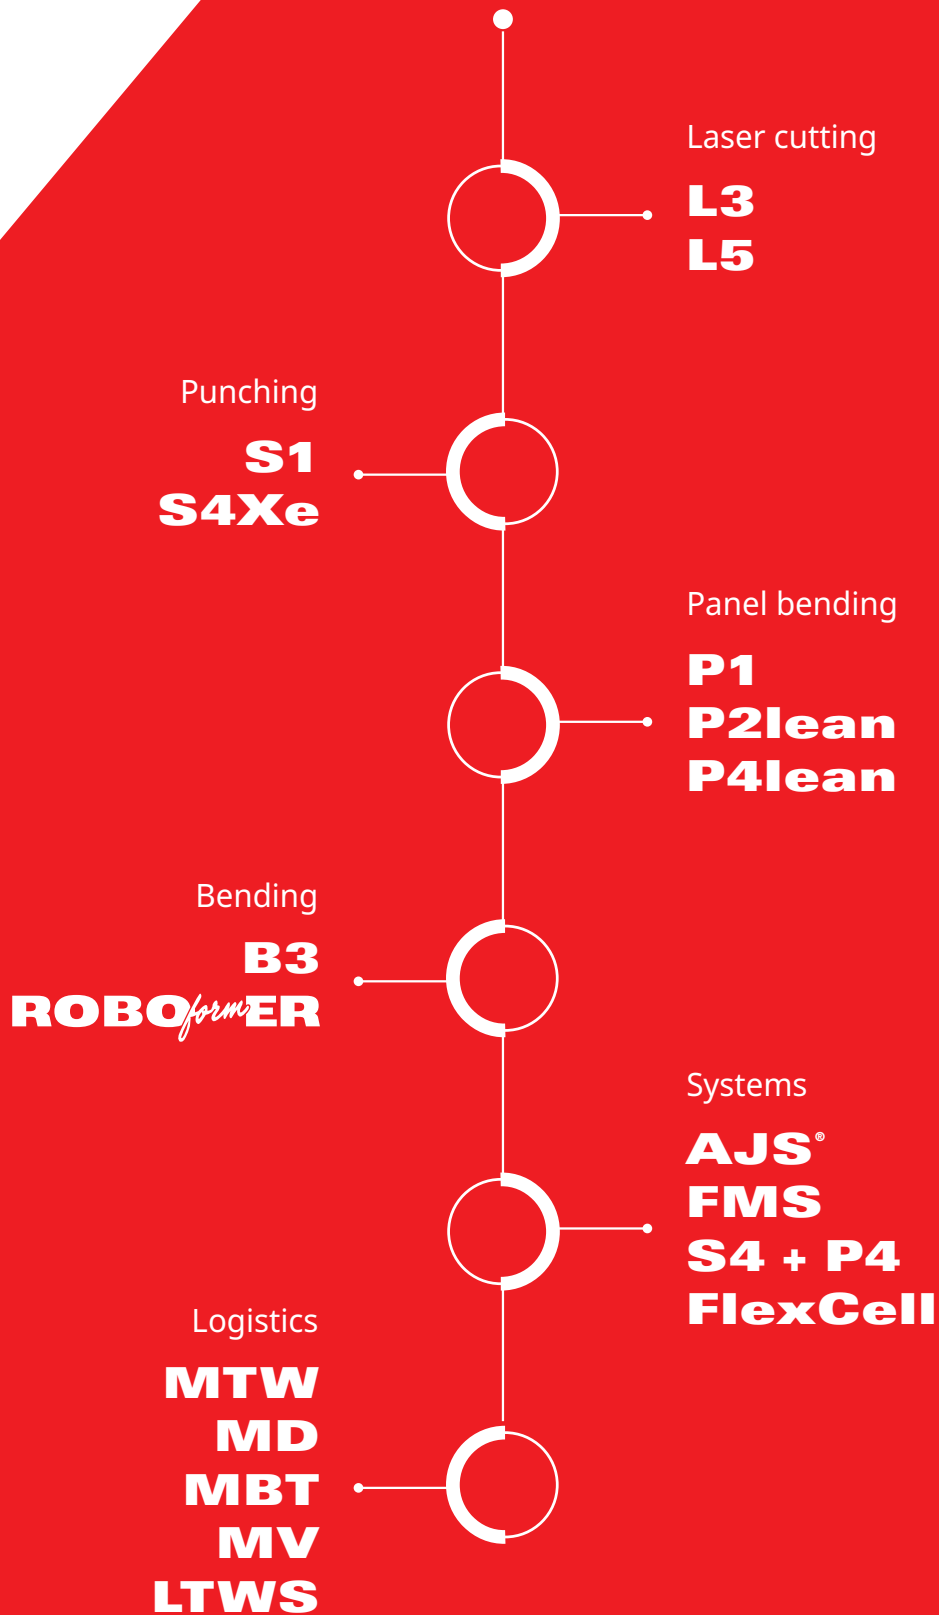 Laser cutting
L3
L5
Punching
S1
S4Xe
Panel bending
P1
P2lean
P4lean
Bending
B3
ROBOformER
Systems
AJS®
FMS
S4 + P4
FlexCell
Logistics
MTW
MD
MBT
MV
LTWS